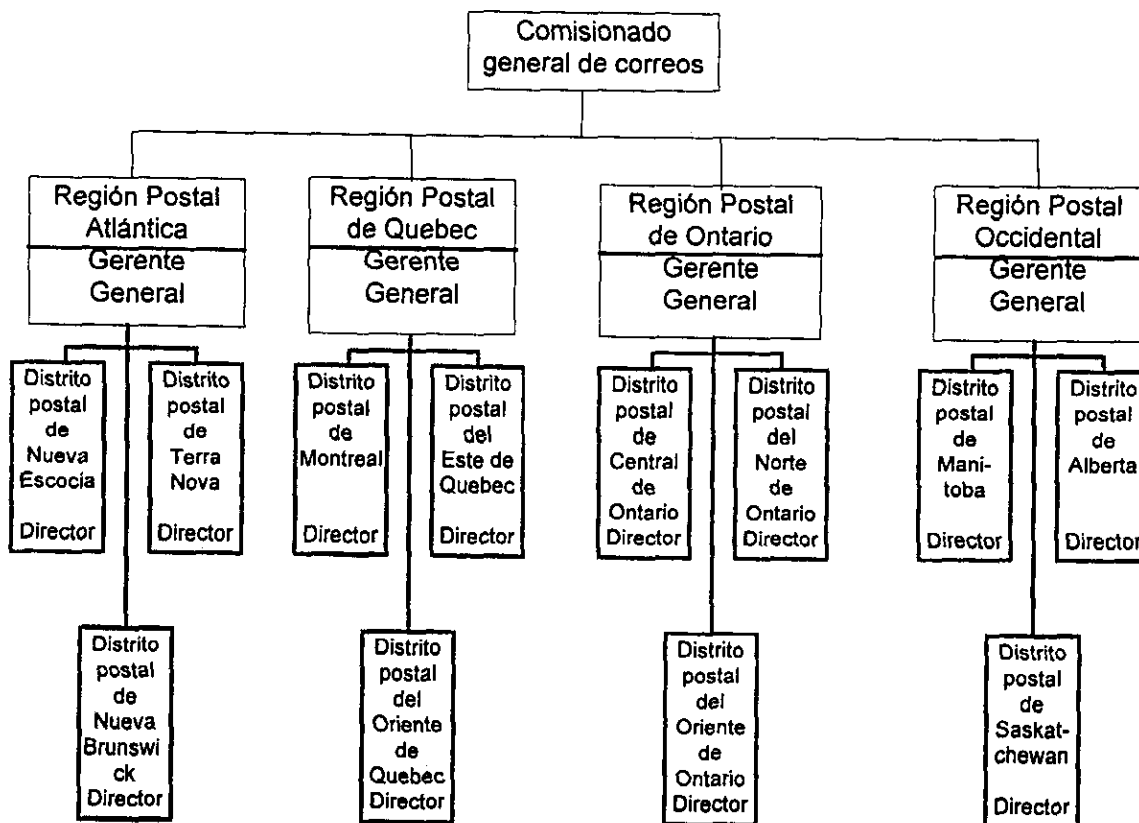 Comisionado
general de correos
Región Postal
Atlántica
Gerente
General
Región Postal
de Quebec
Gerente
General
Región Postal
de Ontario
Gerente
General
Región Postal
Occidental
Gerente
General
Distrito
postal
de
Nueva
Escocia
Director
Distrito
postal
de
Terra
Nova
Director
Distrito
postal
de
Montreal
Director
Distrito
postal
del
Este de
Quebec
Director
Distrito
postal
de
Central
de
Ontario
Director
Distrito
postal
del
Norte
de
Ontario
Director
Distrito
postal
de
Mani-
toba
Director
Distrito
postal
de
Alberta
Director
Distrito
postal
de
Nueva
Brunswi
ck
Director
Distrito
postal
del
Oriente
de
Quebec
Director
Distrito
postal
del
Oriente
de
Ontario
Director
Distrito
postal
de
Saskat-
chewan
Director